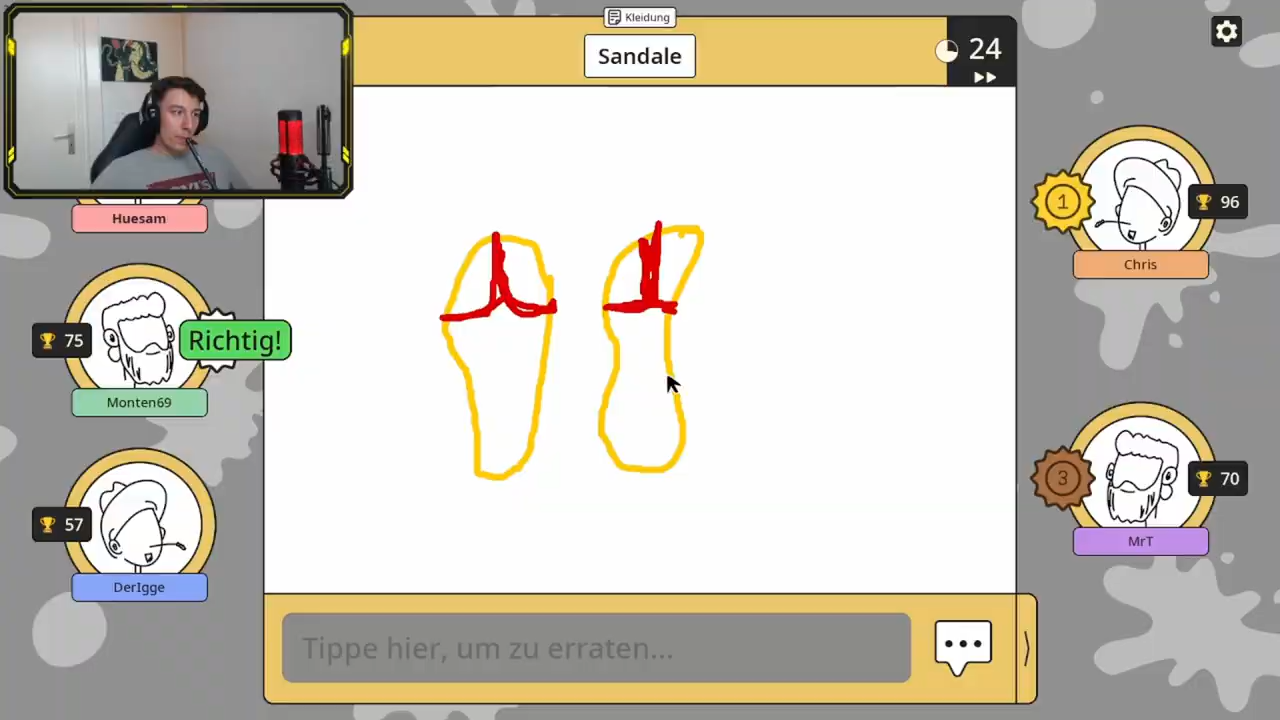 Kleidung
Sandale
24
Huesam
75
Richtig!
Monten69
57
DerIgge
1
96
Chris
3
70
MrT
Tippe hier, um zu erraten...